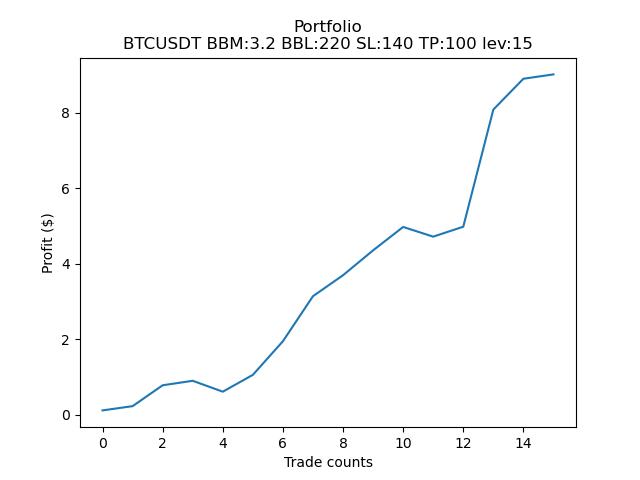 Portfolio
BTCUSDT BBM:3.2 BBL:220 SL:140 TP:100 lev:15
8
6
4
2
0
Profit ($)
0 2 4 6 8 10 12 14
Trade counts